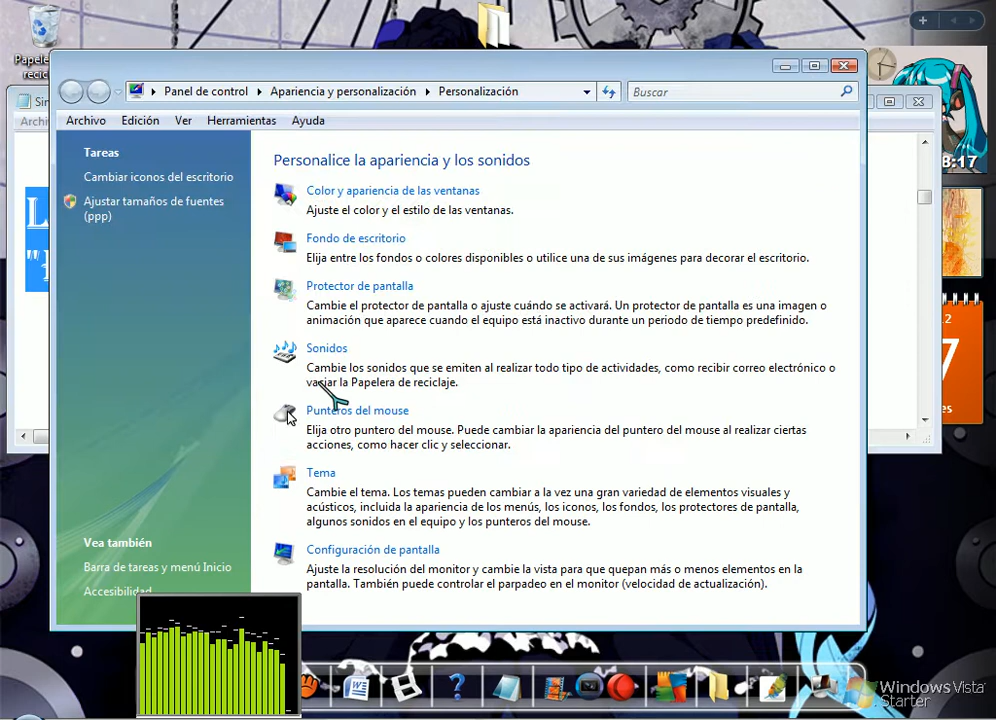 Papele
recic
Panel de control
Apariencia y personalización
Personalización
Buscar
Archivo
Edición
Ver
Herramientas
Ayuda
Tareas
Cambiar iconos del escritorio
Ajustar tamaños de fuentes
(ppp)
Personalice la apariencia y los sonidos
Color y apariencia de las ventanas
Ajuste el color y el estilo de las ventanas.
Fondo de escritorio
Elija entre los fondos o colores disponibles o utilice una de sus imágenes para decorar el escritorio.
Protector de pantalla
Cambie el protector de pantalla o ajuste cuándo se activará. Un protector de pantalla es una imagen o
animación que aparece cuando el equipo está inactivo durante un periodo de tiempo predefinido.
Sonidos
Cambie los sonidos que se emiten al realizar todo tipo de actividades, como recibir correo electrónico o
vaciar la Papelera de reciclaje.
Punteros del mouse
Elija otro puntero del mouse. Puede cambiar la apariencia del puntero del mouse al realizar ciertas
acciones, como hacer clic y seleccionar.
Tema
Cambie el tema. Los temas pueden cambiar a la vez una gran variedad de elementos visuales y
acústicos, incluida la apariencia de los menús, los iconos, los fondos, los protectores de pantalla,
algunos sonidos en el equipo y los punteros del mouse.
Configuración de pantalla
Ajuste la resolución del monitor y cambie la vista para que quepan más o menos elementos en la
pantalla. También puede controlar el parpadeo en el monitor (velocidad de actualización).
Vea también
Barra de tareas y menú Inicio
Accesibilidad
Sin
Archi
8:17
12
7
es
Windows Vista
Starter